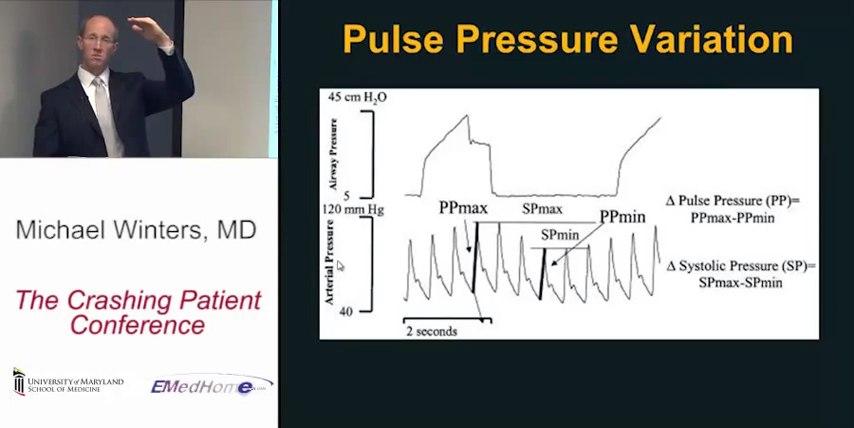 Pulse Pressure Variation
45 cm H₂O
Airway Pressure
5
120 mm Hg
Arterial Pressure
40
PPmax
SPmax
PPmin
SPmin
2 seconds
Δ Pulse Pressure (PP)=
PPmax-PPmin
Δ Systolic Pressure (SP)=
SPmax-SPmin
Michael Winters, MD
The Crashing Patient
Conference
UNIVERSITY OF MARYLAND
SCHOOL OF MEDICINE
EMedHome